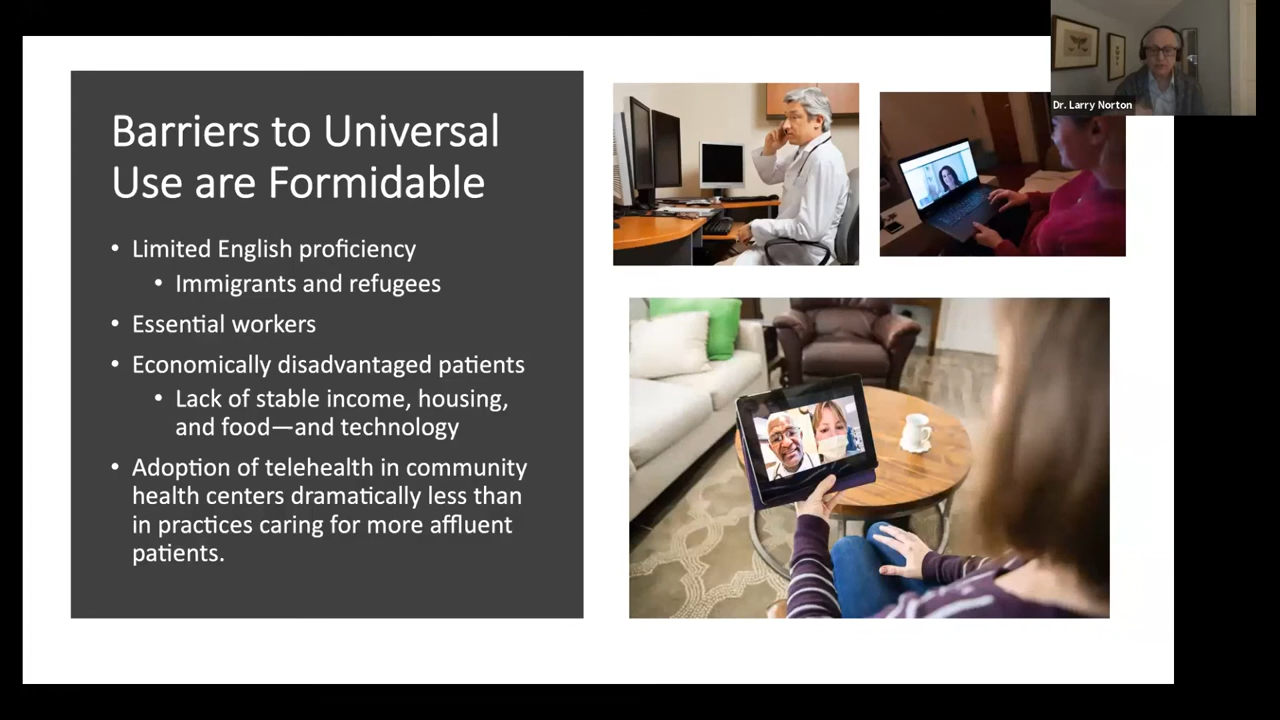 Barriers to Universal
Use are Formidable
• Limited English proficiency
• Immigrants and refugees
• Essential workers
• Economically disadvantaged patients
• Lack of stable income, housing,
and food—and technology
• Adoption of telehealth in community
health centers dramatically less than
in practices caring for more affluent
patients.
Dr. Larry Norton